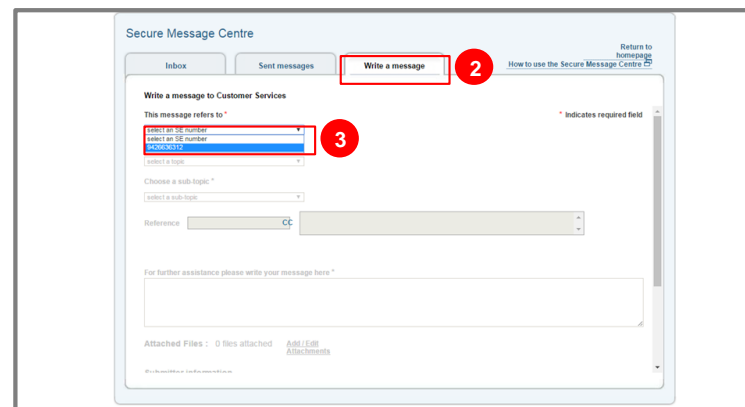 Secure Message Centre
Return to
homepage
How to use the Secure Message Centre
Inbox
Sent messages
Write a message
2
Write a message to Customer Services
This message refers to *
* Indicates required field
select an SE number
select an SE number
9426636312
3
select a topic
Choose a sub-topic *
select a sub-topic
Reference
CC
For further assistance please write your message here *
Attached Files : 0 files attached
Add / Edit
Attachments